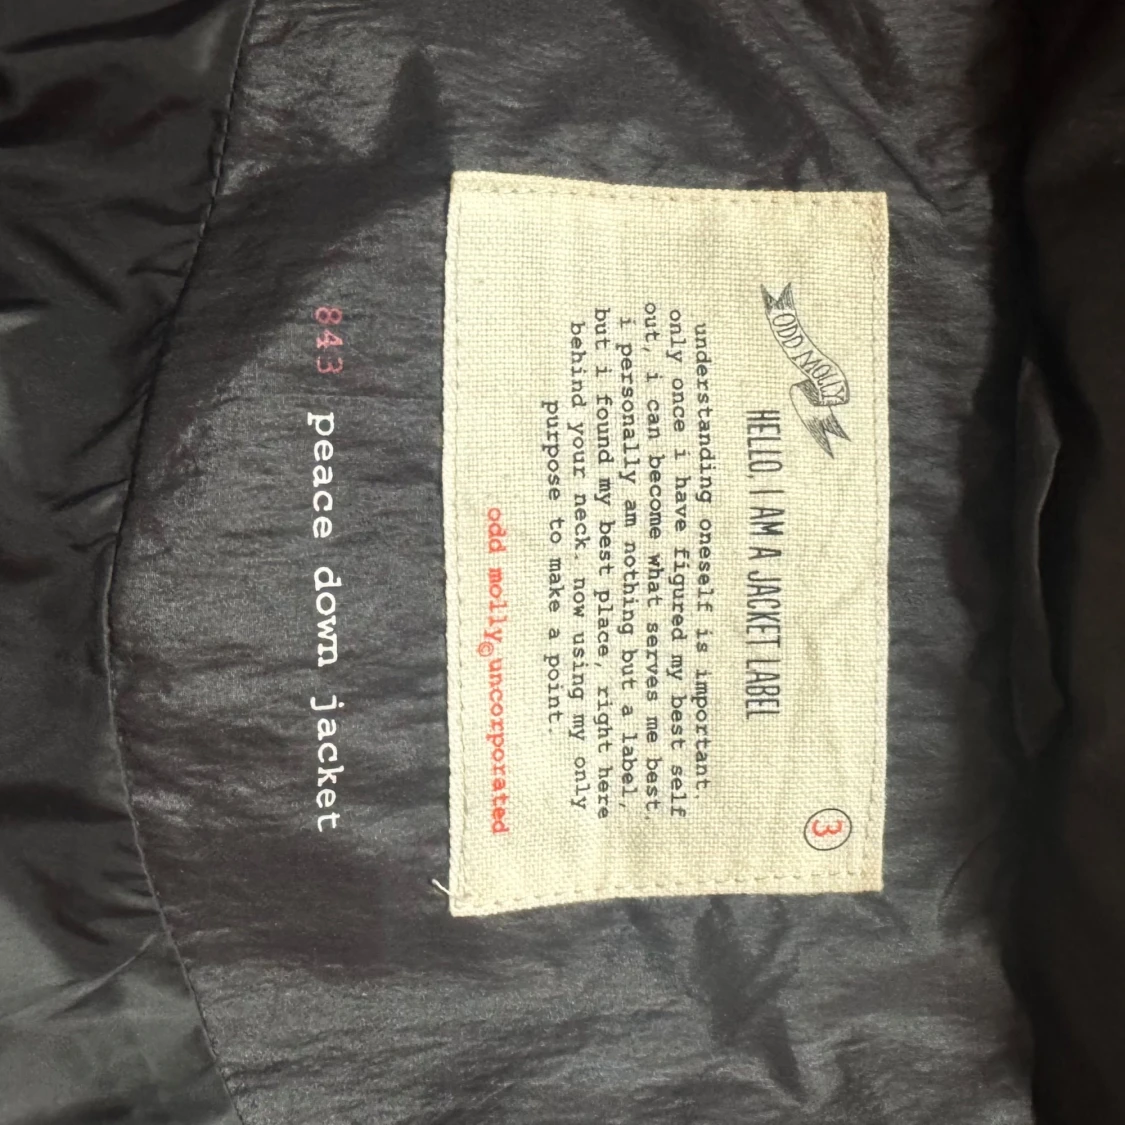 ODD MOLLY
3
HELLO, I AM A JACKET LABEL
understanding oneself is important.
only once i have figured my best self
out, i can become what serves me best.
i personally am nothing but a label,
but i found my best place, right here
behind your neck. now using my only
purpose to make a point.
odd molly©uncorporated
843 peace down jacket